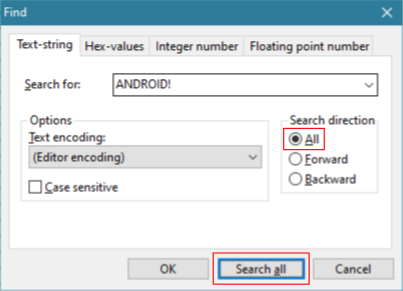 Find
Text-string Hex-values Integer number Floating point number
Search for: ANDROID!
Options
Text encoding:
(Editor encoding)
Case sensitive
Search direction
All
Forward
Backward
OK Search all Cancel